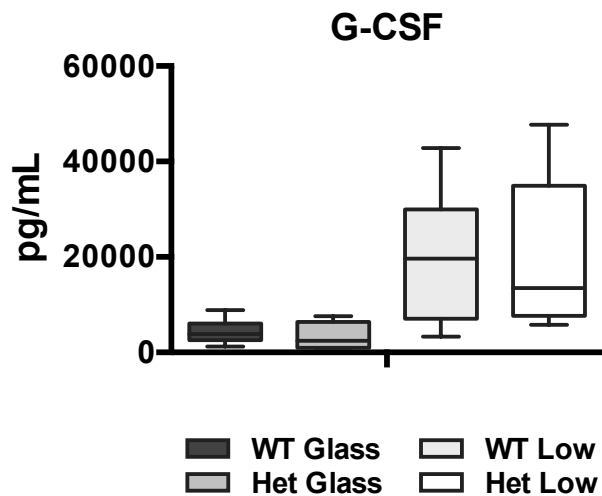 G-CSF
60000
40000
20000
0
pg/mL
WT Glass WT Low
Het Glass Het Low